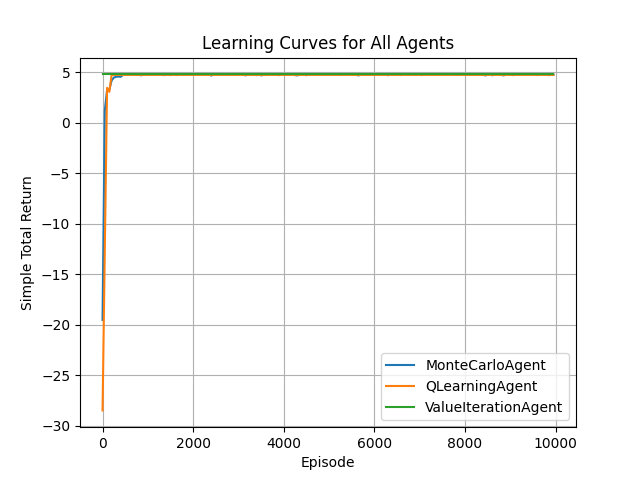 Learning Curves for All Agents
Simple Total Return
5
0
−5
−10
−15
−20
−25
−30
0
2000
4000
6000
8000
10000
Episode
MonteCarloAgent
QLearningAgent
ValueIterationAgent